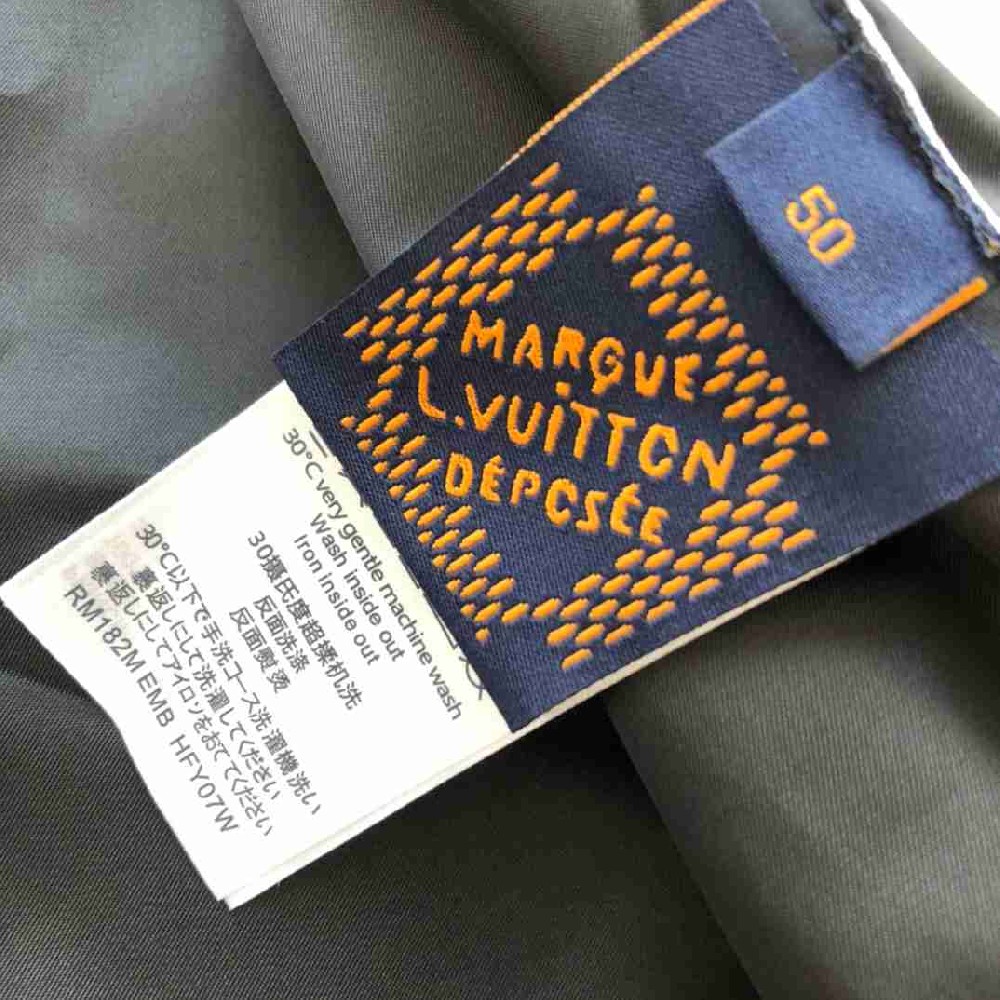 50
MARQUE
L.VUITTON
DÉPOSÉE
30°C very gentle machine wash
Wash inside out
Iron inside out
30摄氏度超揉机洗
反面洗涤
反面熨烫
30°C以下で手洗コース洗濯機洗い
裏返しにして洗濯してください
裏返しにしてアイロンをおててください
RM182M EMB HFY07W